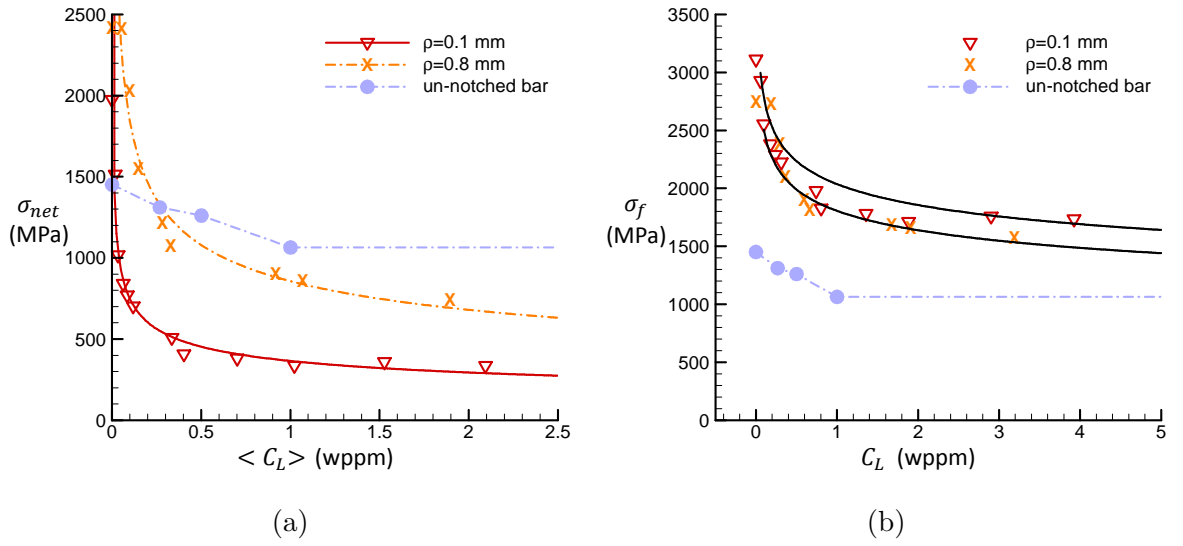 2500
2000
1500
1000
500
0
σnet
(MPa)
ρ=0.1 mm
ρ=0.8 mm
un-notched bar
0 0.5 1 1.5 2 2.5
< CL > (wppm)
(a)
3500
3000
2500
2000
1500
1000
500
0
σf
(MPa)
ρ=0.1 mm
ρ=0.8 mm
un-notched bar
0 1 2 3 4 5
CL (wppm)
(b)